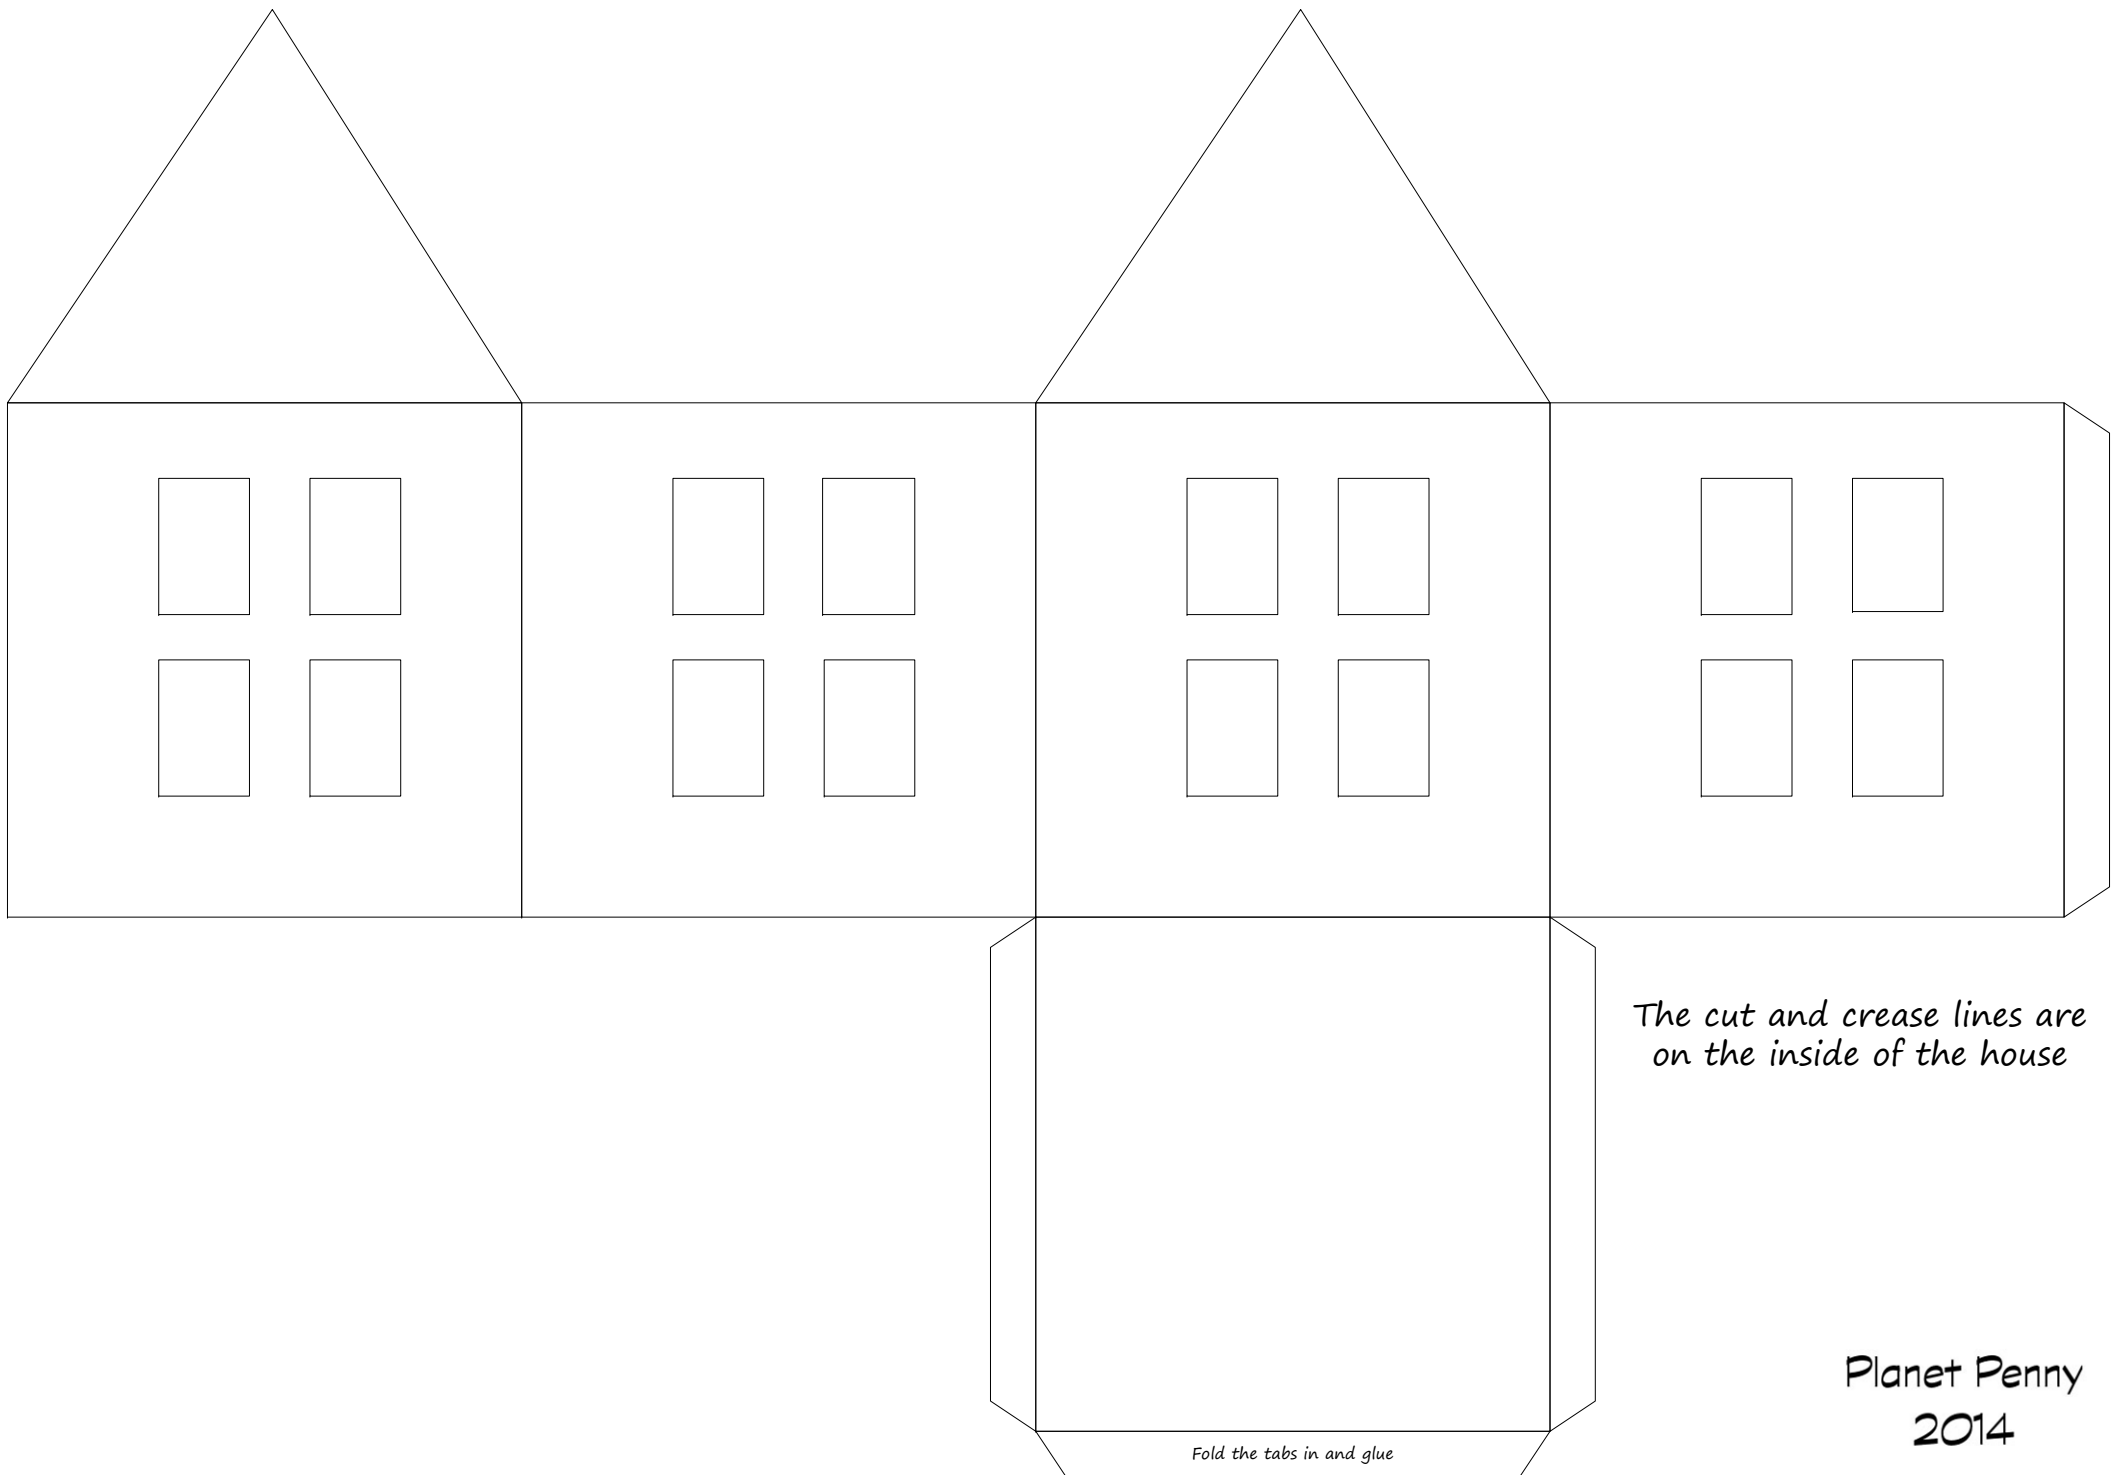 The cut and crease lines are
on the inside of the house
Planet Penny
2014
Fold the tabs in and glue